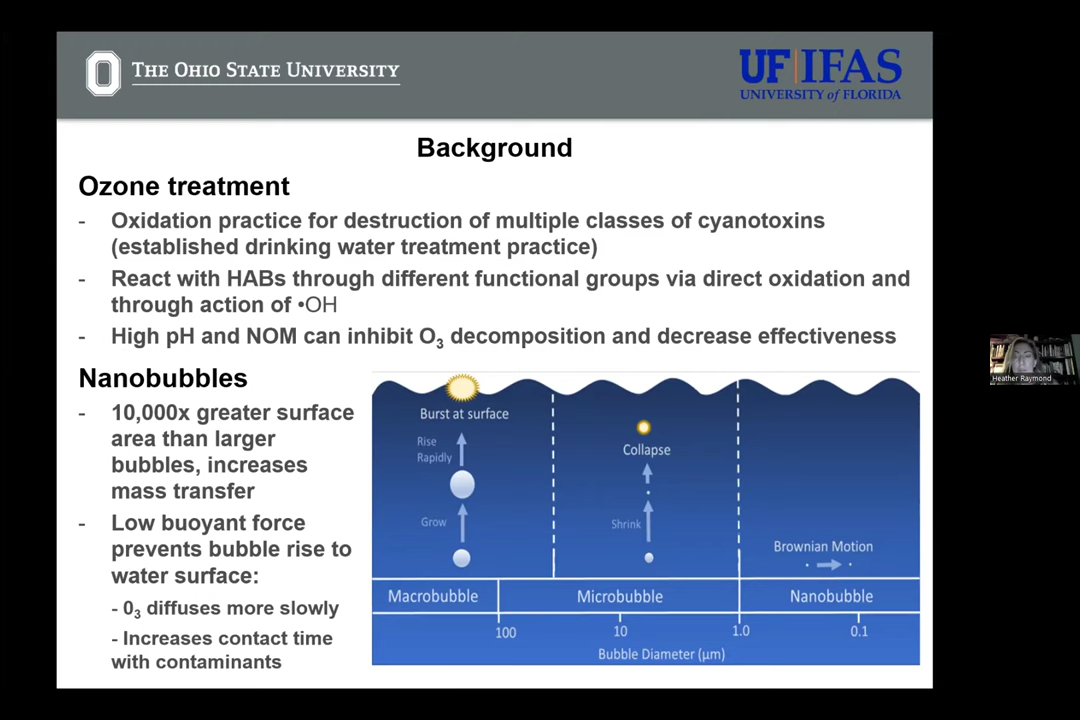 THE OHIO STATE UNIVERSITY
UF|IFAS
UNIVERSITY of FLORIDA
Background
Ozone treatment
- Oxidation practice for destruction of multiple classes of cyanotoxins
(established drinking water treatment practice)
- React with HABs through different functional groups via direct oxidation and
through action of •OH
- High pH and NOM can inhibit O3 decomposition and decrease effectiveness
Nanobubbles
- 10,000x greater surface
area than larger
bubbles, increases
mass transfer
- Low buoyant force
prevents bubble rise to
water surface:
- 03 diffuses more slowly
- Increases contact time
with contaminants
Burst at surface
Rise
Rapidly
Grow
Collapse
Shrink
Brownian Motion
Macrobubble
Microbubble
Nanobubble
100
10
1.0
0.1
Bubble Diameter (μm)
Heather Raymond